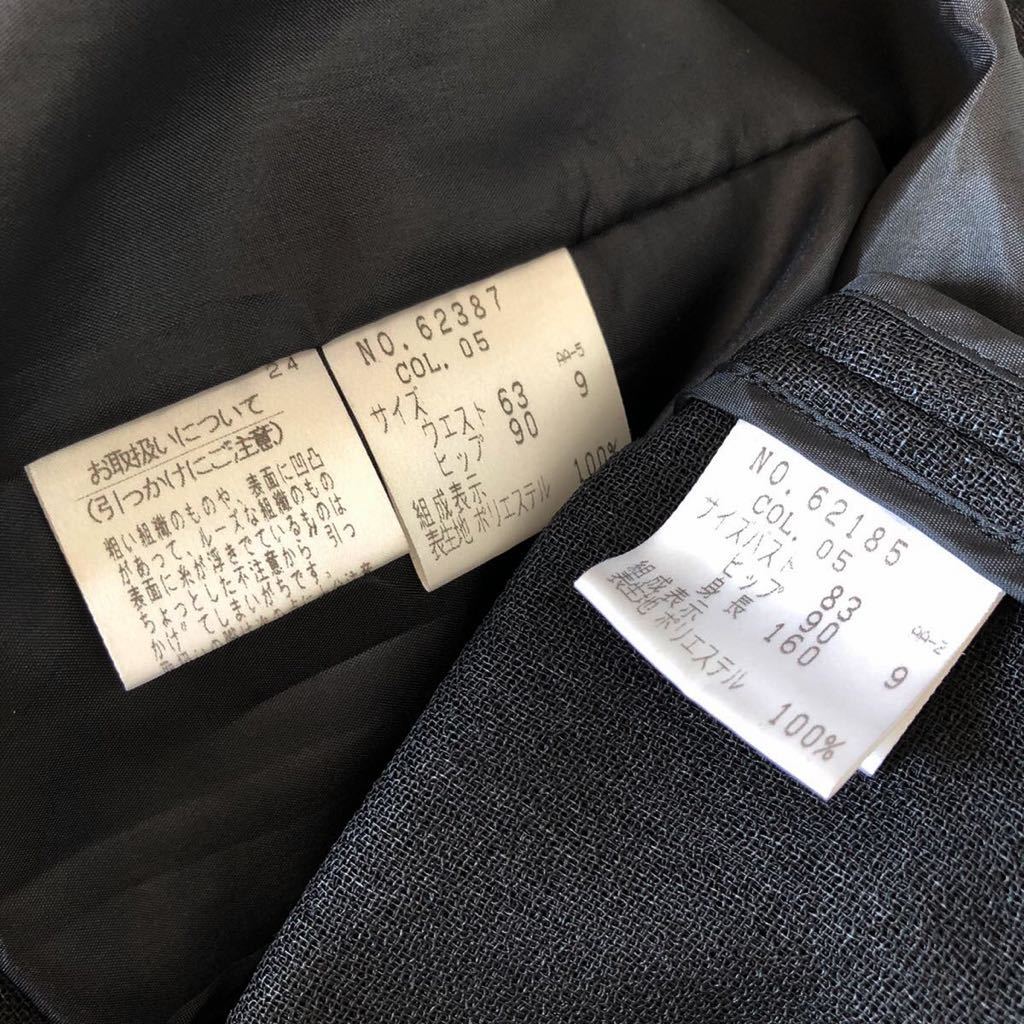 24
お取扱いについて
(引つかけにご注意)
粗い組織のものや、表面に凹凸
があって、ルーズな組織のもの
表面に糸が浮きでているものは
ちょっとした不注意から、引っ
かけてしまいがちです。
NO.62387
COL. 05
サイズ AA-5
ウエスト 63 9
ヒップ 90
組成表示
表生地 ポリエステル 100%
NO. 62185
COL. 05
サイズバスト 83 AA-2
ヒップ 90 9
身長 160
組成表示
表生地 ポリエステル 100%